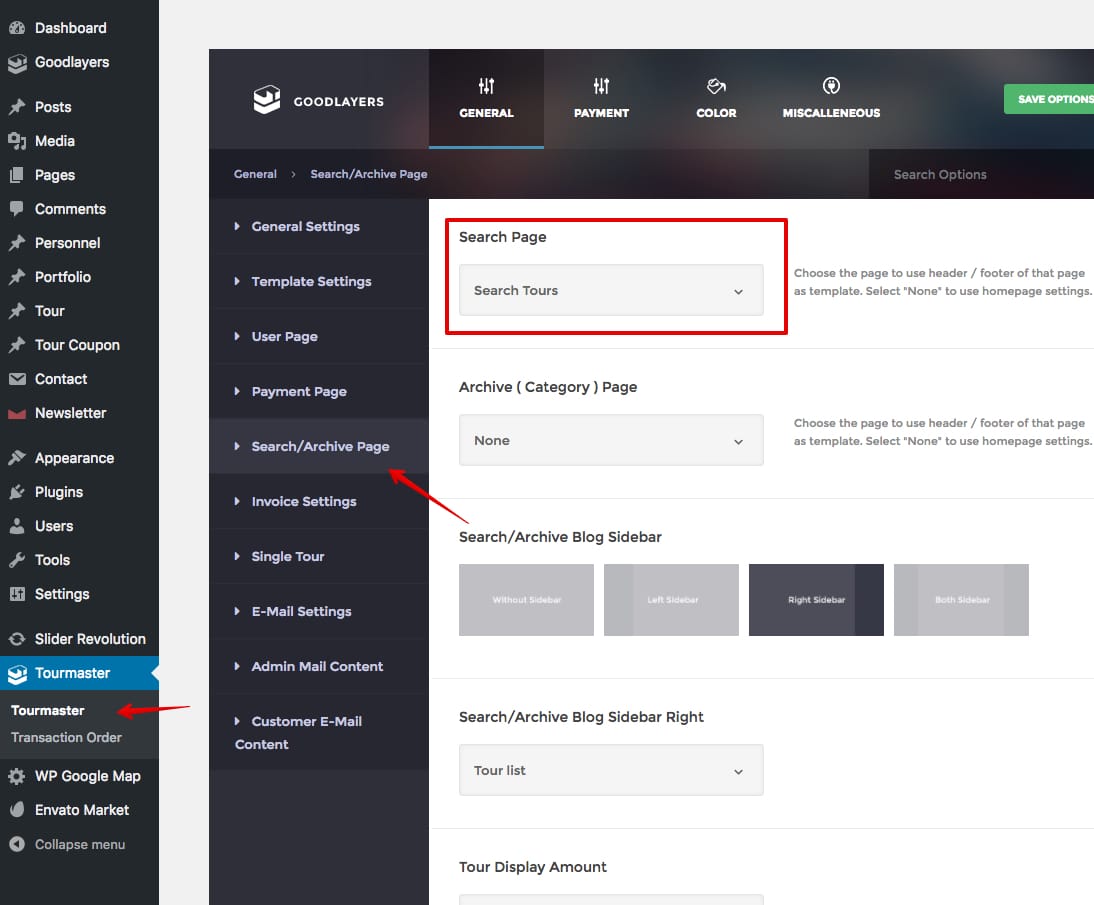 Dashboard
Goodlayers
Posts
Media
Pages
Comments
Personnel
Portfolio
Tour
Tour Coupon
Contact
Newsletter
Appearance
Plugins
Users
Tools
Settings
Slider Revolution
Tourmaster
Tourmaster
Transaction Order
WP Google Map
Envato Market
Collapse menu
GOODLAYERS
GENERAL
PAYMENT
COLOR
MISCELLANEOUS
SAVE OPTIONS
General > Search/Archive Page
Search Options
General Settings
Template Settings
User Page
Payment Page
Search/Archive Page
Invoice Settings
Single Tour
E-Mail Settings
Admin Mail Content
Customer E-Mail
Content
Search Page
Search Tours
Choose the page to use header / footer of that page
as template. Select "None" to use homepage settings.
Archive ( Category ) Page
None
Choose the page to use header / footer of that page
as template. Select "None" to use homepage settings.
Search/Archive Blog Sidebar
Without Sidebar
Left Sidebar
Right Sidebar
Both Sidebar
Search/Archive Blog Sidebar Right
Tour list
Tour Display Amount